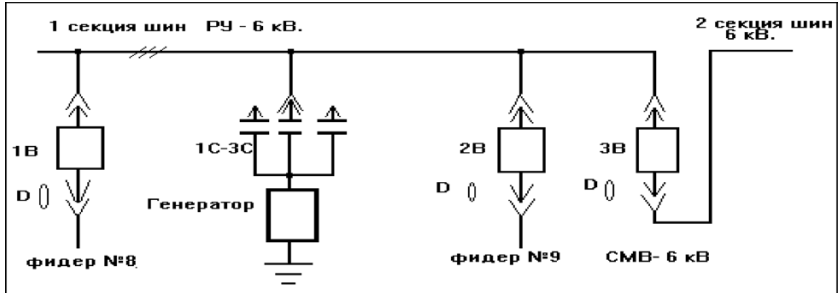 1 секция шин РУ - 6 кВ.
2 секция шин
6 кВ.
1В
1С-3С
2В
3В
D
Генератор
D
D
фидер №8
фидер №9
СМВ- 6 кВ